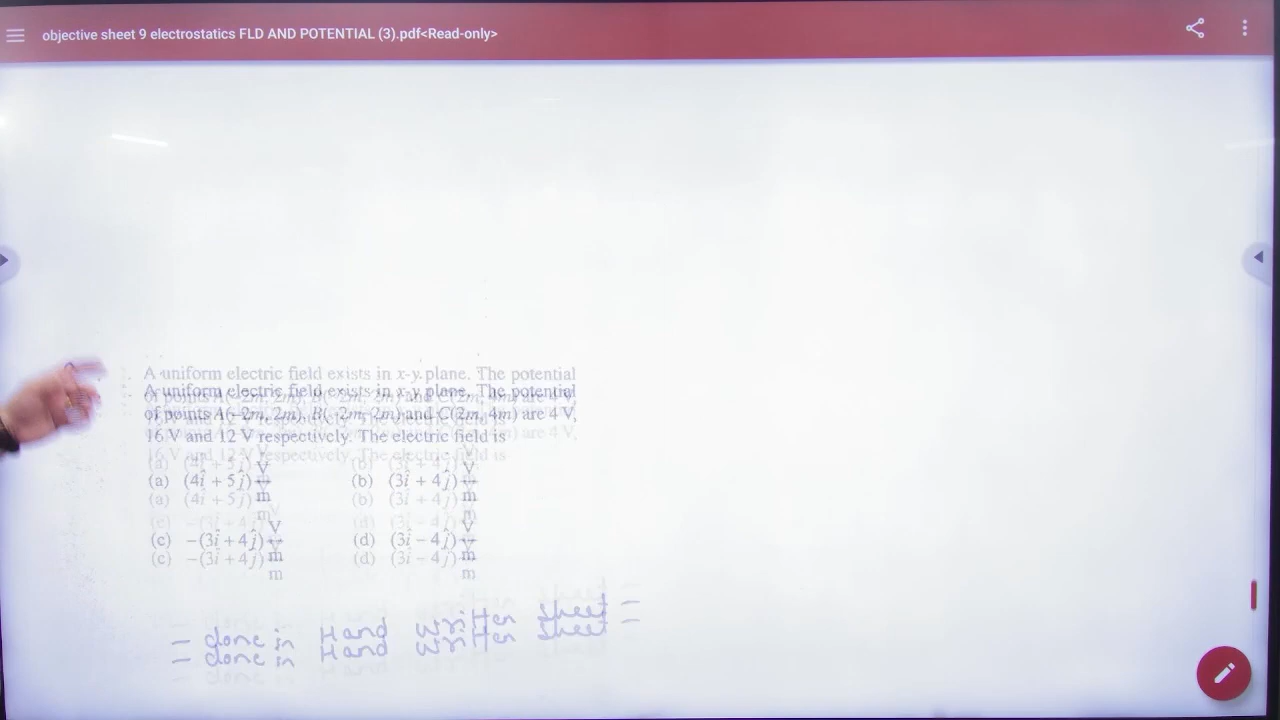 objective sheet 9 electrostatics FLD AND POTENTIAL (3).pdf<Read-only>
A uniform electric field exists in x-y plane. The potential
of points A(–2m, 2m), B(–2m, 2m) and C(2m, 4m) are 4 V,
16 V and 12 V respectively. The electric field is
(a) (4î + 5ĵ) V/m (b) (3î + 4ĵ) V/m
(c) –(3î + 4ĵ) V/m (d) (3î – 4ĵ) V/m
– done in Hand written sheet –